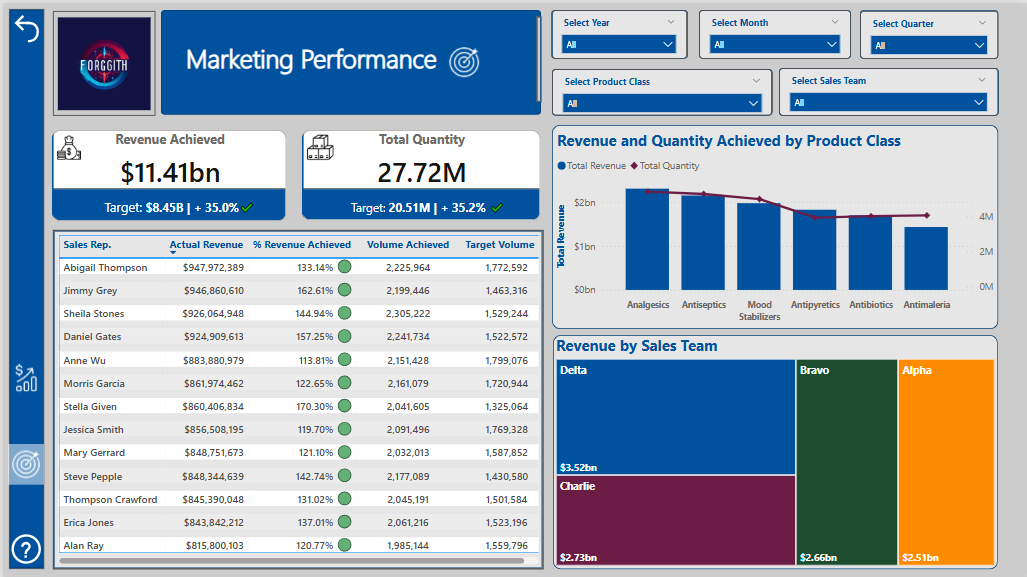 FORGGITH
Marketing Performance
Select Year
All
Select Month
All
Select Quarter
All
Select Product Class
All
Select Sales Team
All
Revenue Achieved
$11.41bn
Target: $8.45B | + 35.0%
Total Quantity
27.72M
Target: 20.51M | + 35.2%
Sales Rep. Actual Revenue % Revenue Achieved Volume Achieved Target Volume
Abigail Thompson $947,972,389 133.14% 2,225,964 1,772,592
Jimmy Grey $946,860,610 162.61% 2,199,446 1,463,316
Sheila Stones $926,064,948 144.94% 2,305,222 1,529,244
Daniel Gates $924,909,613 157.25% 2,241,734 1,522,572
Anne Wu $883,880,979 113.81% 2,151,428 1,799,076
Morris Garcia $861,974,462 122.65% 2,161,079 1,720,944
Stella Given $860,406,834 170.30% 2,041,605 1,325,064
Jessica Smith $856,508,195 119.70% 2,091,496 1,769,328
Mary Gerrard $848,751,673 121.10% 2,032,013 1,587,852
Steve Pepple $848,344,639 142.74% 2,177,089 1,430,580
Thompson Crawford $845,390,048 131.02% 2,045,191 1,501,584
Erica Jones $843,842,212 137.01% 2,061,216 1,523,196
Alan Ray $815,800,103 120.77% 1,985,144 1,559,796
Revenue and Quantity Achieved by Product Class
Total Revenue Total Quantity
Total Revenue
$2bn
$1bn
$0bn
4M
2M
0M
Analgesics Antiseptics Mood Stabilizers Antipyretics Antibiotics Antimaleria
Revenue by Sales Team
Delta
$3.52bn
Charlie
$2.73bn
Bravo
$2.66bn
Alpha
$2.51bn